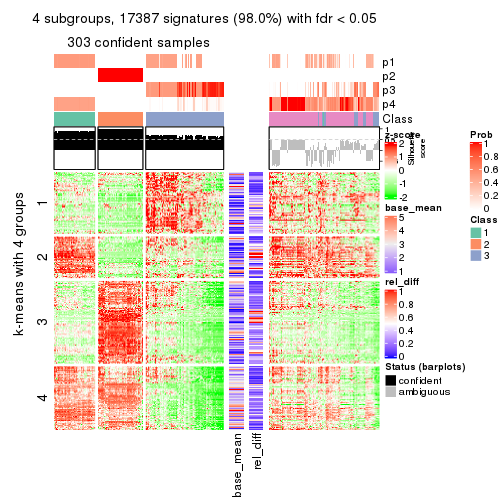 4 subgroups, 17387 signatures (98.0%) with fdr < 0.05
303 confident samples
p1
p2
p3
p4
Class
1
Silhouette
score
z-score
2
1
0
-1
-2
base_mean
5
4
3
2
1
rel_diff
1
0.8
0.6
0.4
0.2
0
Status (barplots)
confident
ambiguous
Prob
1
0.8
0.6
0.4
0.2
0
Class
1
2
3
k-means with 4 groups
1
2
3
4
base_mean
rel_diff